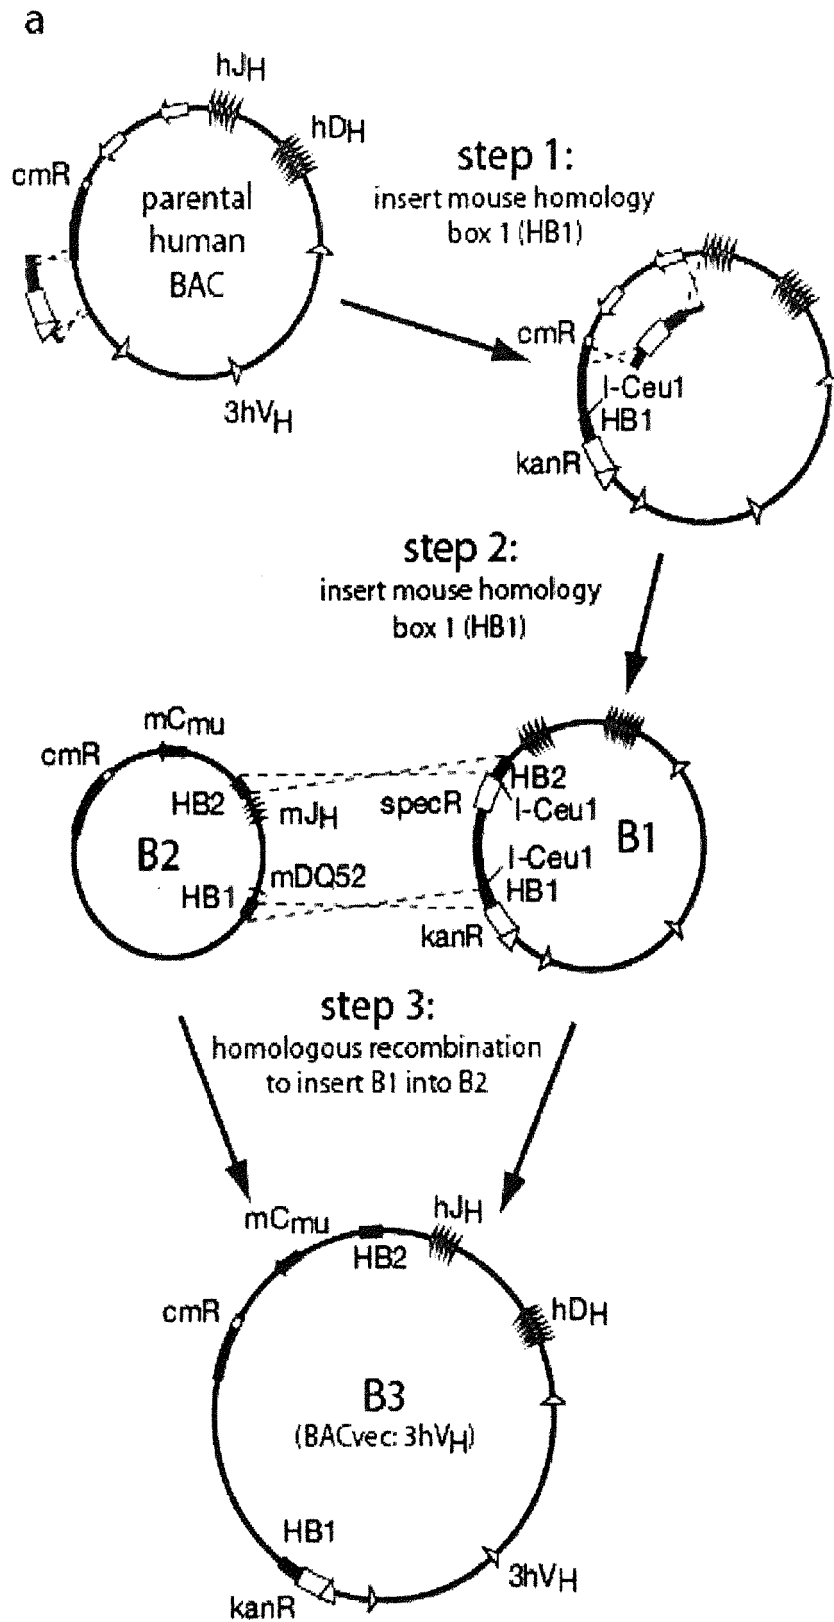 a
hJH
hDH
cmR
parental
human
BAC
3hVH
step 1:
insert mouse homology
box 1 (HB1)
cmR
I-Ceu1
HB1
kanR
step 2:
insert mouse homology
box 1 (HB1)
mCmu
cmR
HB2
mJH
B2
mDQ52
HB1
specR
HB2
I-Ceu1
I-Ceu1
B1
HB1
kanR
step 3:
homologous recombination
to insert B1 into B2
mCmu
HB2
hJH
cmR
hDH
B3
(BACvec: 3hVH)
HB1
kanR
3hVH